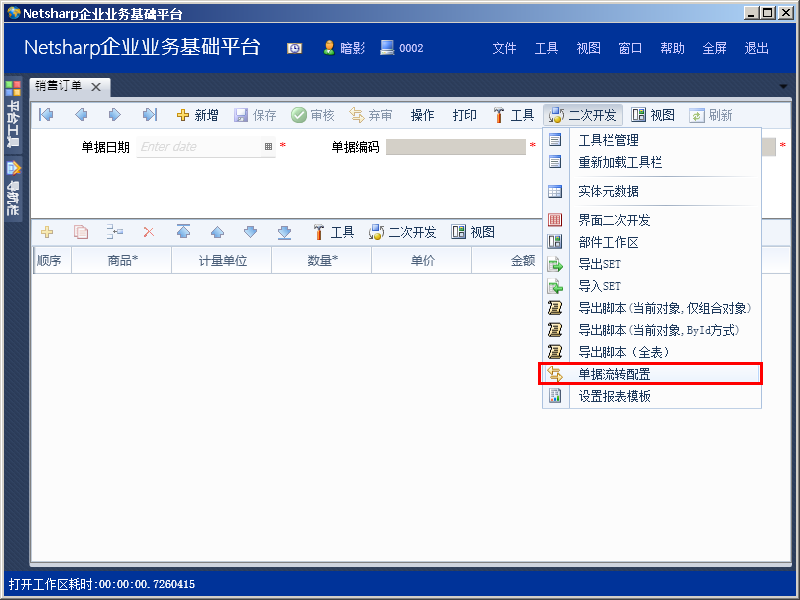 Netsharp企业业务基础平台
Netsharp企业业务基础平台 暗影 0002 文件 工具 视图 窗口 帮助 全屏 退出
销售订单
平台工具
导航栏
新增 保存 审核 弃审 操作 打印 工具 二次开发 视图 刷新
单据日期 Enter date * 单据编码 * *
工具栏管理
重新加载工具栏
实体元数据
界面二次开发
部件工作区
导出SET
导入SET
导出脚本(当前对象,仅组合对象)
导出脚本(当前对象,ById方式)
导出脚本（全表）
单据流转配置
设置报表模板
工具 二次开发 视图
顺序 商品* 计量单位 数量* 单价 金额
打开工作区耗时:00:00:00.7260415